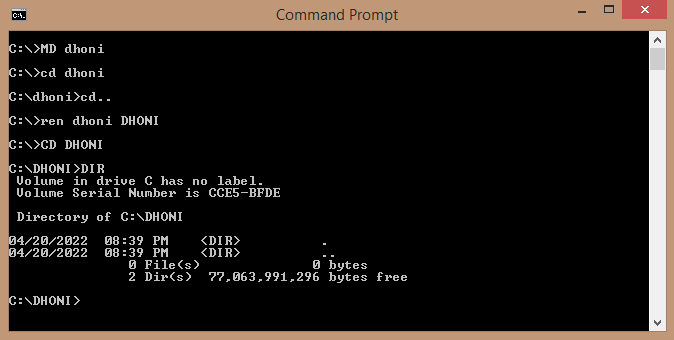 Command Prompt
C:\>MD dhoni
C:\>cd dhoni
C:\dhoni>cd..
C:\>ren dhoni DHONI
C:\>CD DHONI
C:\DHONI>DIR
 Volume in drive C has no label.
 Volume Serial Number is CCE5-BFDE
 Directory of C:\DHONI
04/20/2022  08:39 PM    <DIR>          .
04/20/2022  08:39 PM    <DIR>          ..
               0 File(s)              0 bytes
               2 Dir(s)  77,063,991,296 bytes free
C:\DHONI>